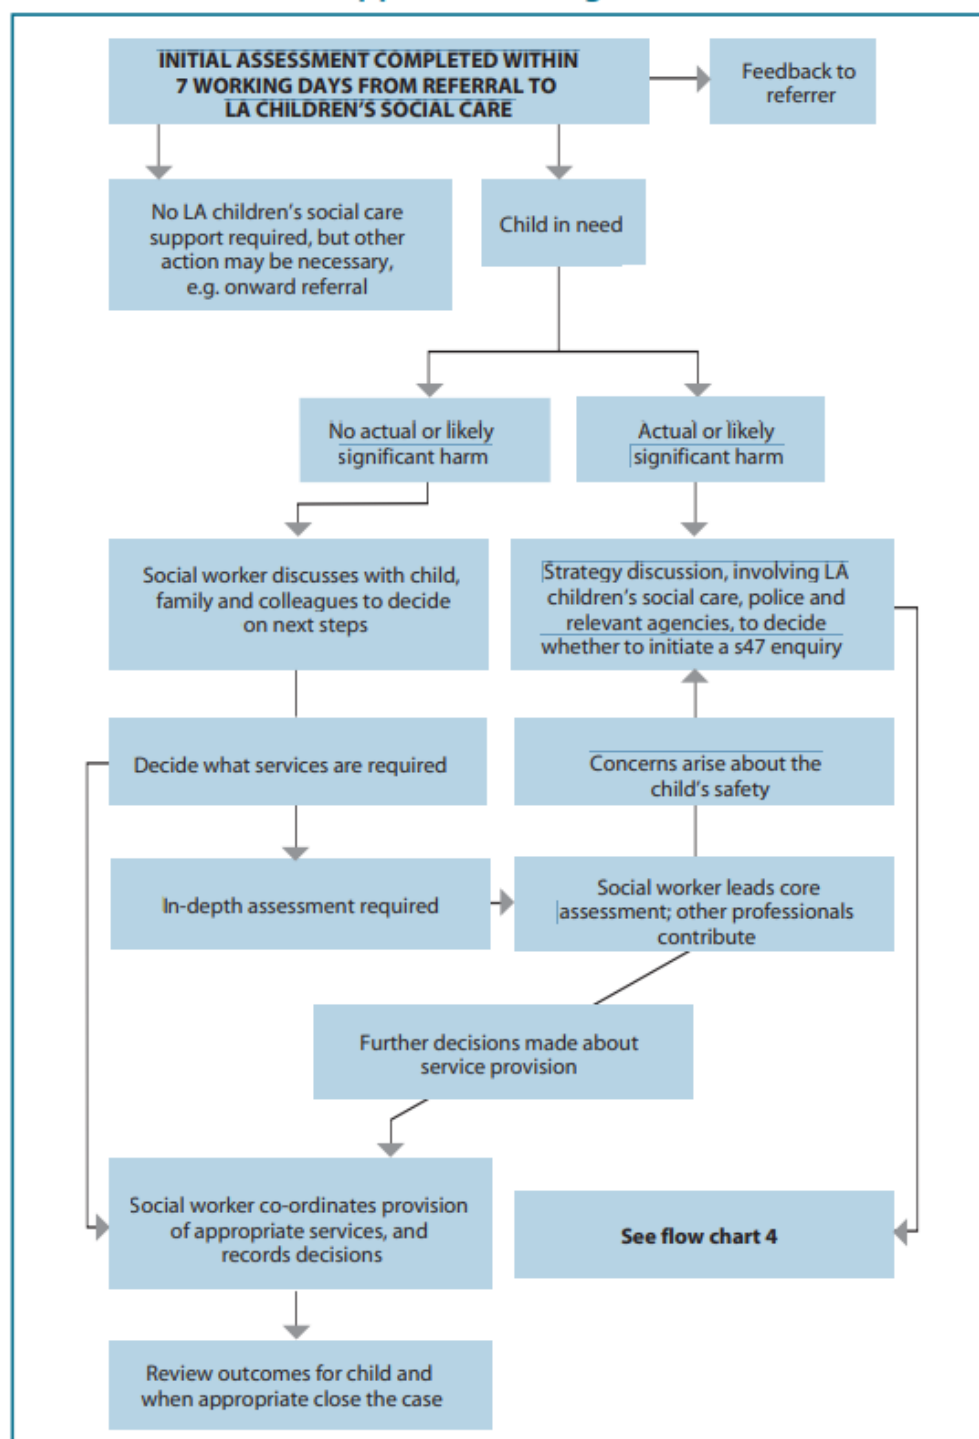 INITIAL ASSESSMENT COMPLETED WITHIN
7 WORKING DAYS FROM REFERRAL TO
LA CHILDREN'S SOCIAL CARE
Feedback to
referrer
No LA children's social care
support required, but other
action may be necessary,
e.g. onward referral
Child in need
No actual or likely
significant harm
Actual or likely
significant harm
Social worker discusses with child,
family and colleagues to decide
on next steps
Strategy discussion, involving LA
children's social care, police and
relevant agencies, to decide
whether to initiate a s47 enquiry
Decide what services are required
Concerns arise about the
child's safety
In-depth assessment required
Social worker leads core
assessment; other professionals
contribute
Further decisions made about
service provision
Social worker co-ordinates provision
of appropriate services, and
records decisions
See flow chart 4
Review outcomes for child and
when appropriate close the case